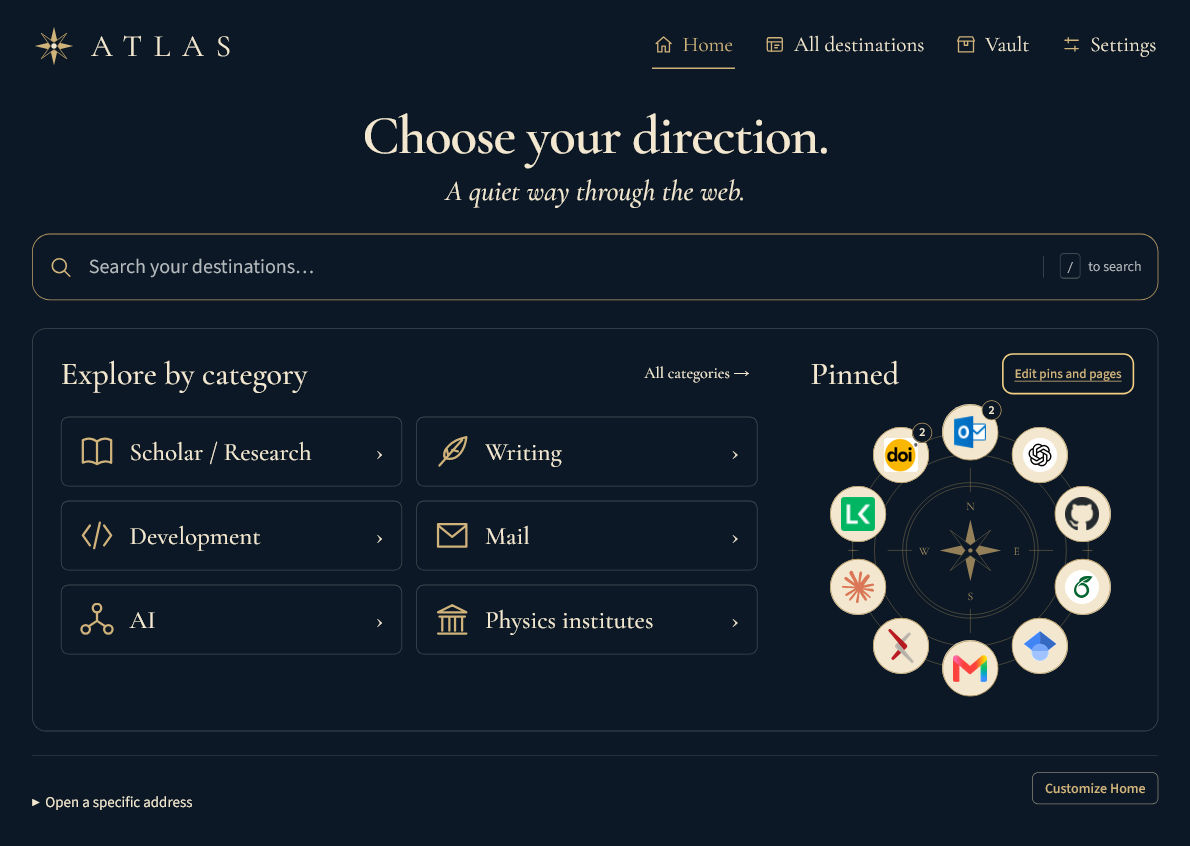 ATLAS
Home
All destinations
Vault
Settings
Choose your direction.
A quiet way through the web.
Search your destinations...
/ to search
Explore by category
All categories →
Pinned
Edit pins and pages
Scholar / Research ›
Writing ›
Development ›
Mail ›
AI ›
Physics institutes ›
2
2
doi
O
LK
N
W
E
S
▸ Open a specific address
Customize Home